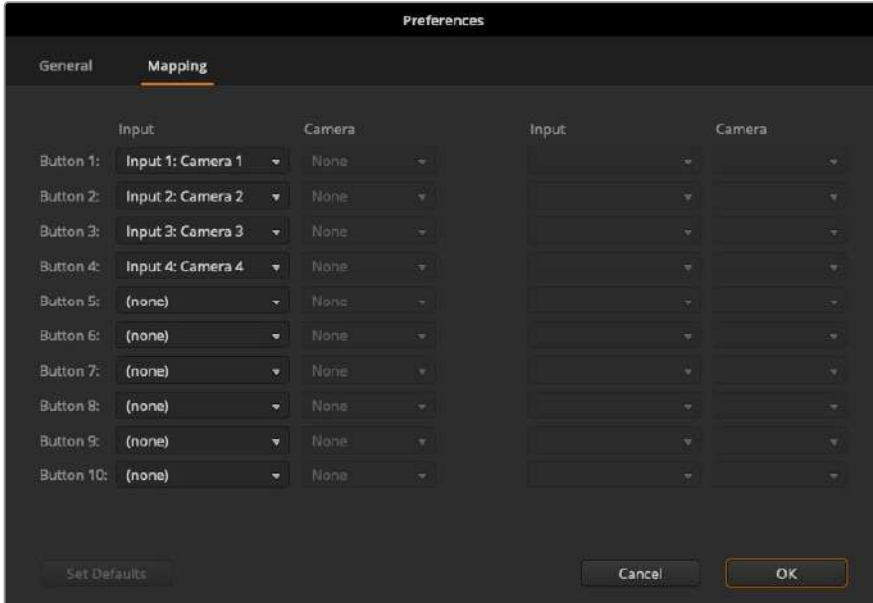 Preferences
General Mapping
Input Camera Input Camera
Button 1: Input 1: Camera 1 None
Button 2: Input 2: Camera 2 None
Button 3: Input 3: Camera 3 None
Button 4: Input 4: Camera 4 None
Button 5: (none) None
Button 6: (none) None
Button 7: (none) None
Button 8: (none) None
Button 9: (none) None
Button 10: (none) None
Set Defaults Cancel OK